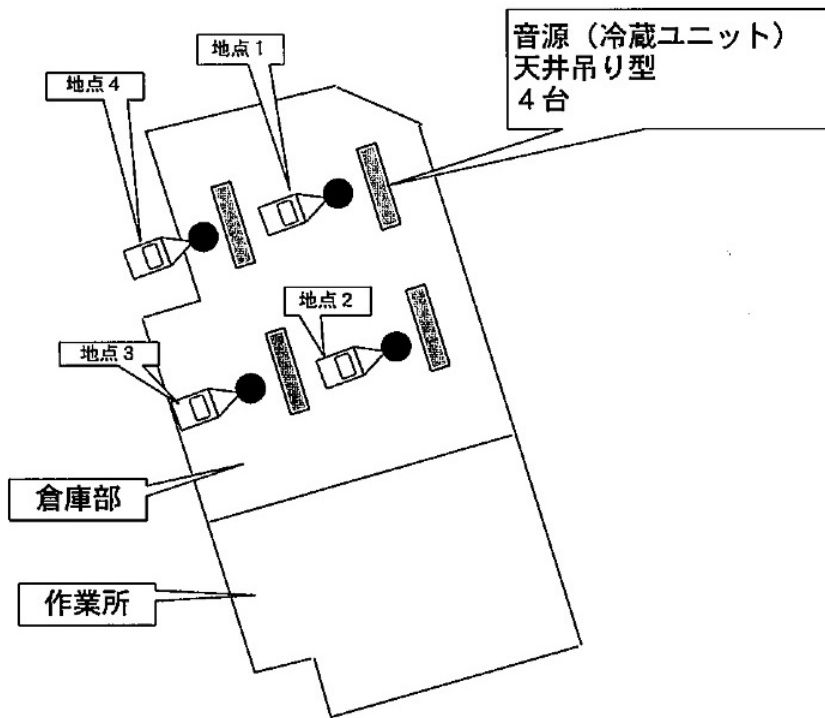 地点1
地点4
音源（冷蔵ユニット）
天井吊り型
4台
地点2
地点3
倉庫部
作業所